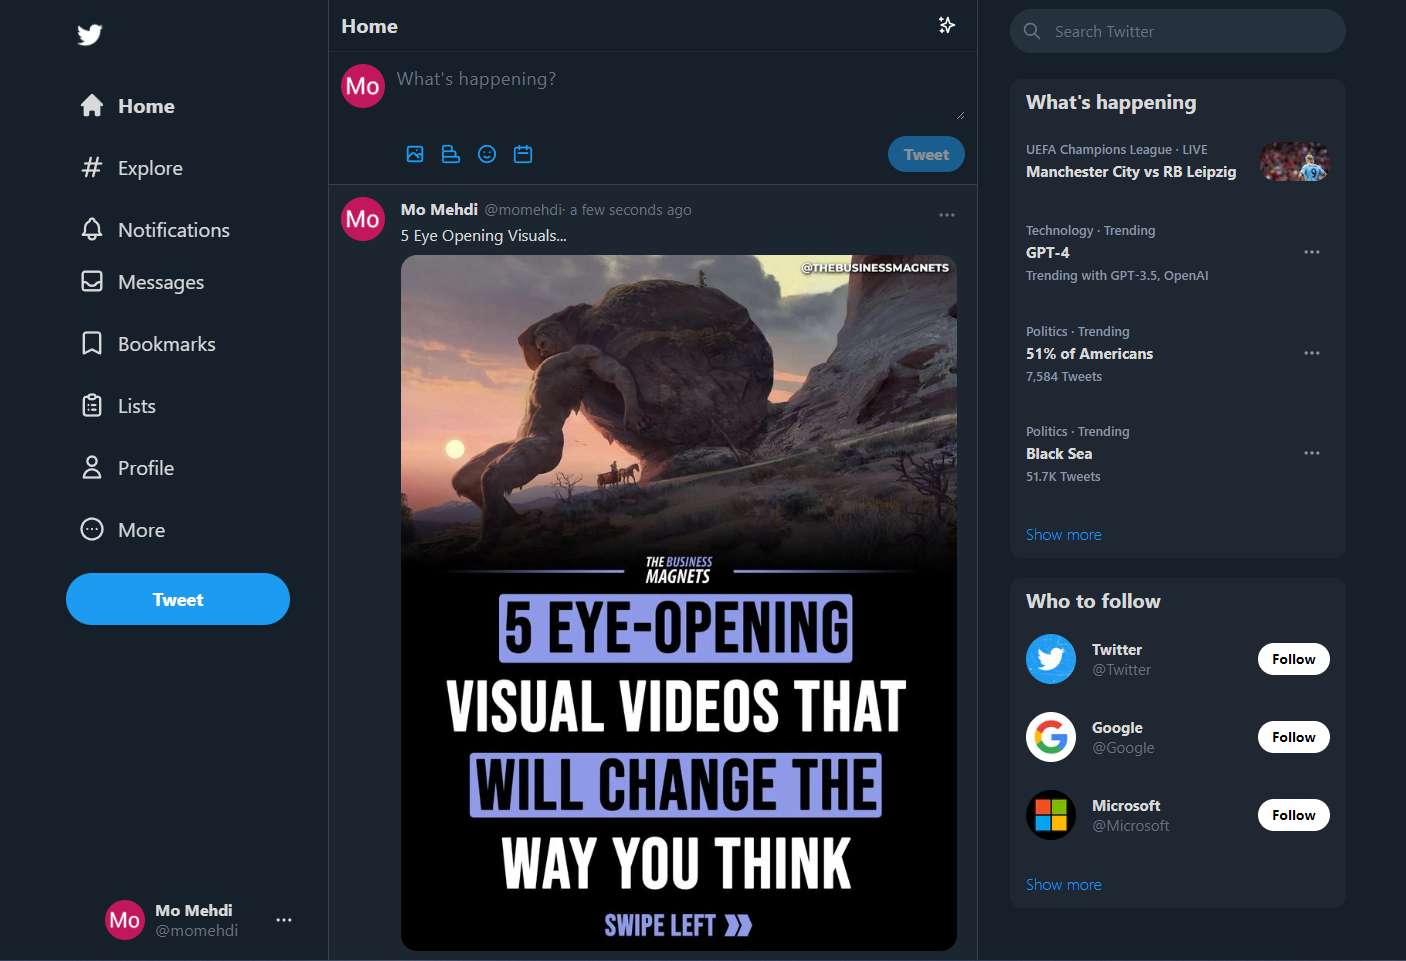 Home
Explore
Notifications
Messages
Bookmarks
Lists
Profile
More
Tweet
Mo
Mo Mehdi
@momehdi
Home
Mo
What's happening?
Tweet
Mo
Mo Mehdi @momehdi· a few seconds ago
5 Eye Opening Visuals...
@THEBUSINESSMAGNETS
THE BUSINESS
MAGNETS
5 EYE-OPENING
VISUAL VIDEOS THAT
WILL CHANGE THE
WAY YOU THINK
SWIPE LEFT
Search Twitter
What's happening
UEFA Champions League · LIVE
Manchester City vs RB Leipzig
9
Technology · Trending
GPT-4
Trending with GPT-3.5, OpenAI
Politics · Trending
51% of Americans
7,584 Tweets
Politics · Trending
Black Sea
51.7K Tweets
Show more
Who to follow
Twitter
@Twitter
Follow
Google
@Google
Follow
Microsoft
@Microsoft
Follow
Show more